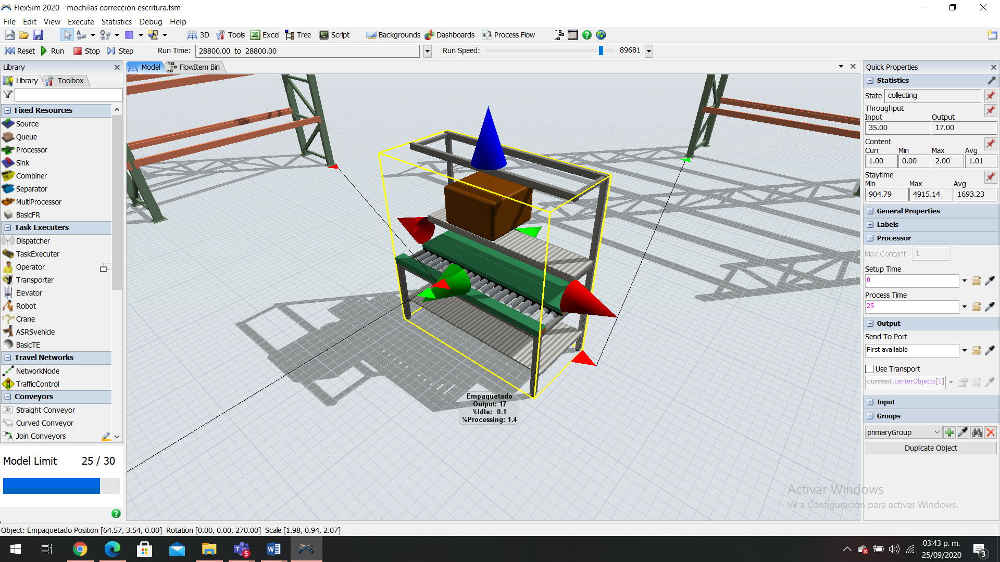 FlexSim 2020 - mochilas corrección escritura.fsm
File Edit View Execute Statistics Debug Help
3D Tools Excel Tree Script Backgrounds Dashboards Process Flow
Reset Run Stop Step Run Time: 28800.00 to 28800.00 Run Speed: 89681
Library
Library Toolbox
Fixed Resources
Source
Queue
Processor
Sink
Combiner
Separator
MultiProcessor
BasicFR
Task Executers
Dispatcher
TaskExecuter
Operator
Transporter
Elevator
Robot
Crane
ASRSvehicle
BasicTE
Travel Networks
NetworkNode
TrafficControl
Conveyors
Straight Conveyor
Curved Conveyor
Join Conveyors
Model Limit 25 / 30
Model FlowItem Bin
Empaquetado
Output: 17
%Idle: 0.1
%Processing: 1.4
Quick Properties
Statistics
State collecting
Throughput
Input Output
35.00 17.00
Content
Curr Min Max Avg
1.00 0.00 2.00 1.01
Staytime
Min Max Avg
904.79 4915.14 1693.23
General Properties
Labels
Processor
Max Content 1
Setup Time
0
Process Time
25
Output
Send To Port
First available
Use Transport
current.centerObjects[1]
Input
Groups
primaryGroup
Duplicate Object
Activar Windows
Ve a Configuración para activar Windows.
Object: Empaquetado Position [64.57, 3.54, 0.00] Rotation [0.00, 0.00, 270.00] Scale [1.98, 0.94, 2.07]
5
03:43 p. m.
25/09/2020
3